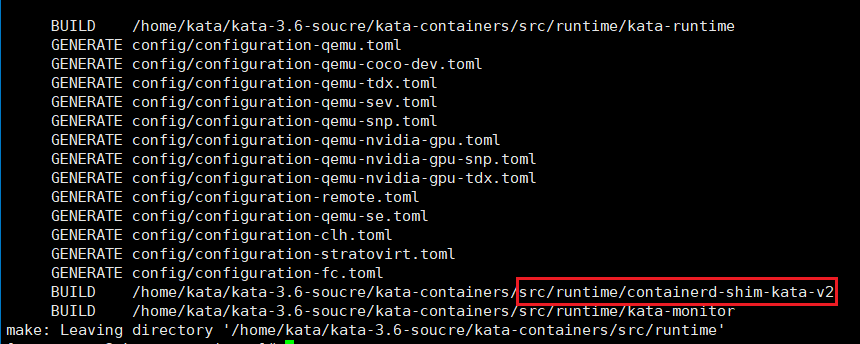 BUILD /home/kata/kata-3.6-soucre/kata-containers/src/runtime/kata-runtime
GENERATE config/configuration-qemu.toml
GENERATE config/configuration-qemu-coco-dev.toml
GENERATE config/configuration-qemu-tdx.toml
GENERATE config/configuration-qemu-sev.toml
GENERATE config/configuration-qemu-snp.toml
GENERATE config/configuration-qemu-nvidia-gpu.toml
GENERATE config/configuration-qemu-nvidia-gpu-snp.toml
GENERATE config/configuration-qemu-nvidia-gpu-tdx.toml
GENERATE config/configuration-remote.toml
GENERATE config/configuration-qemu-se.toml
GENERATE config/configuration-clh.toml
GENERATE config/configuration-stratovirt.toml
GENERATE config/configuration-fc.toml
BUILD /home/kata/kata-3.6-soucre/kata-containers/src/runtime/containerd-shim-kata-v2
BUILD /home/kata/kata-3.6-soucre/kata-containers/src/runtime/kata-monitor
make: Leaving directory '/home/kata/kata-3.6-soucre/kata-containers/src/runtime'